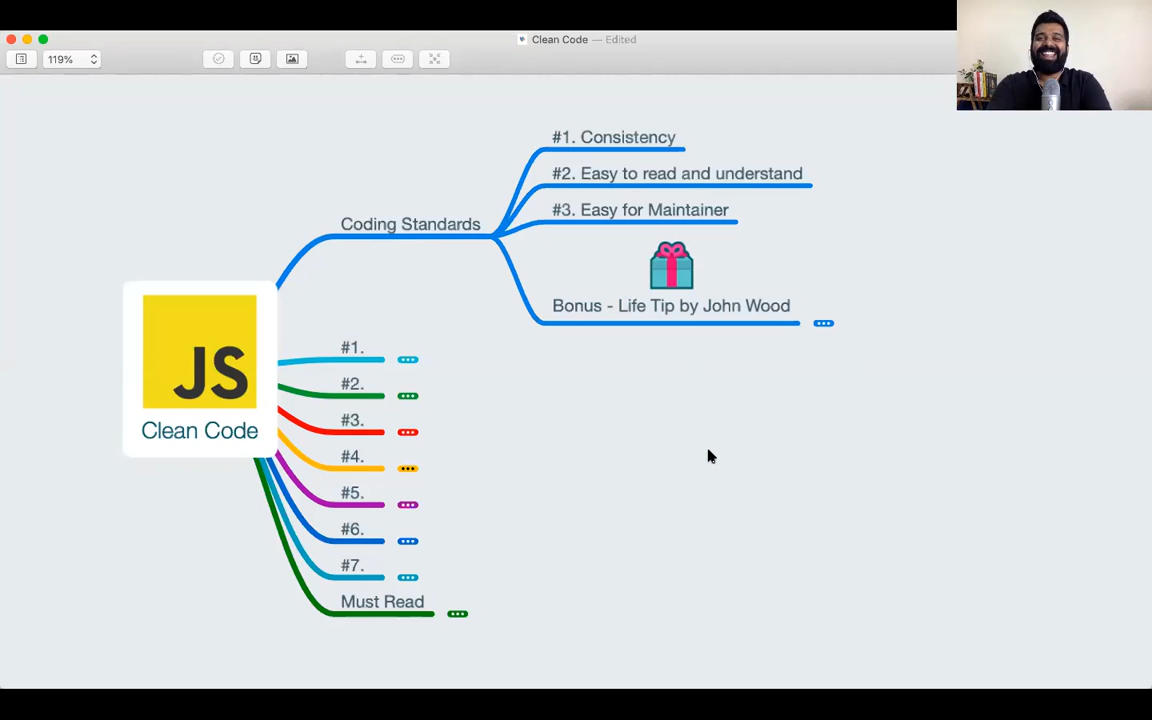 119%
Clean Code — Edited
#1. Consistency
#2. Easy to read and understand
#3. Easy for Maintainer
Coding Standards
Bonus - Life Tip by John Wood
JS
Clean Code
#1.
#2.
#3.
#4.
#5.
#6.
#7.
Must Read